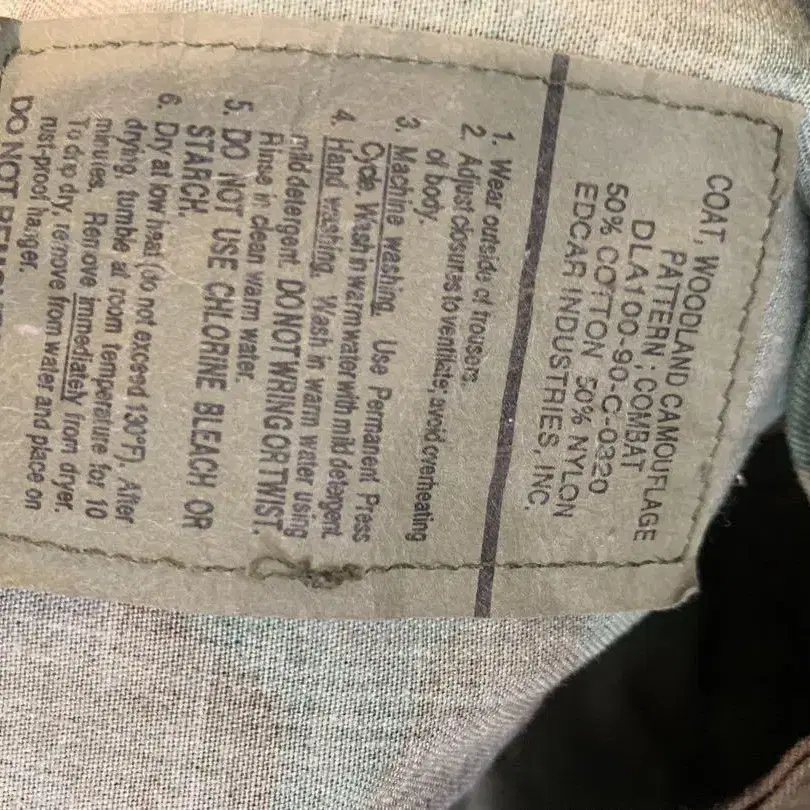 COAT, WOODLAND CAMOUFLAGE
PATTERN : COMBAT
DLA100-90-C-0320
50% COTTON 50% NYLON
EDCAR INDUSTRIES, INC.
1. Wear outside of trousers.
2. Adjust closures to ventilate; avoid overheating
of body.
3. Machine washing. Use Permanent Press
Cycle. Wash in warm water with mild detergent.
4. Hand washing. Wash in warm water using
mild detergent. DO NOT WRING OR TWIST.
Rinse in clean warm water.
5. DO NOT USE CHLORINE BLEACH OR
STARCH.
6. Dry at low heat (do not exceed 130°F). After
drying, tumble at room temperature for 10
minutes. Remove immediately from dryer.
To drip dry, remove from water and place on
rust-proof hanger.
DO NOT